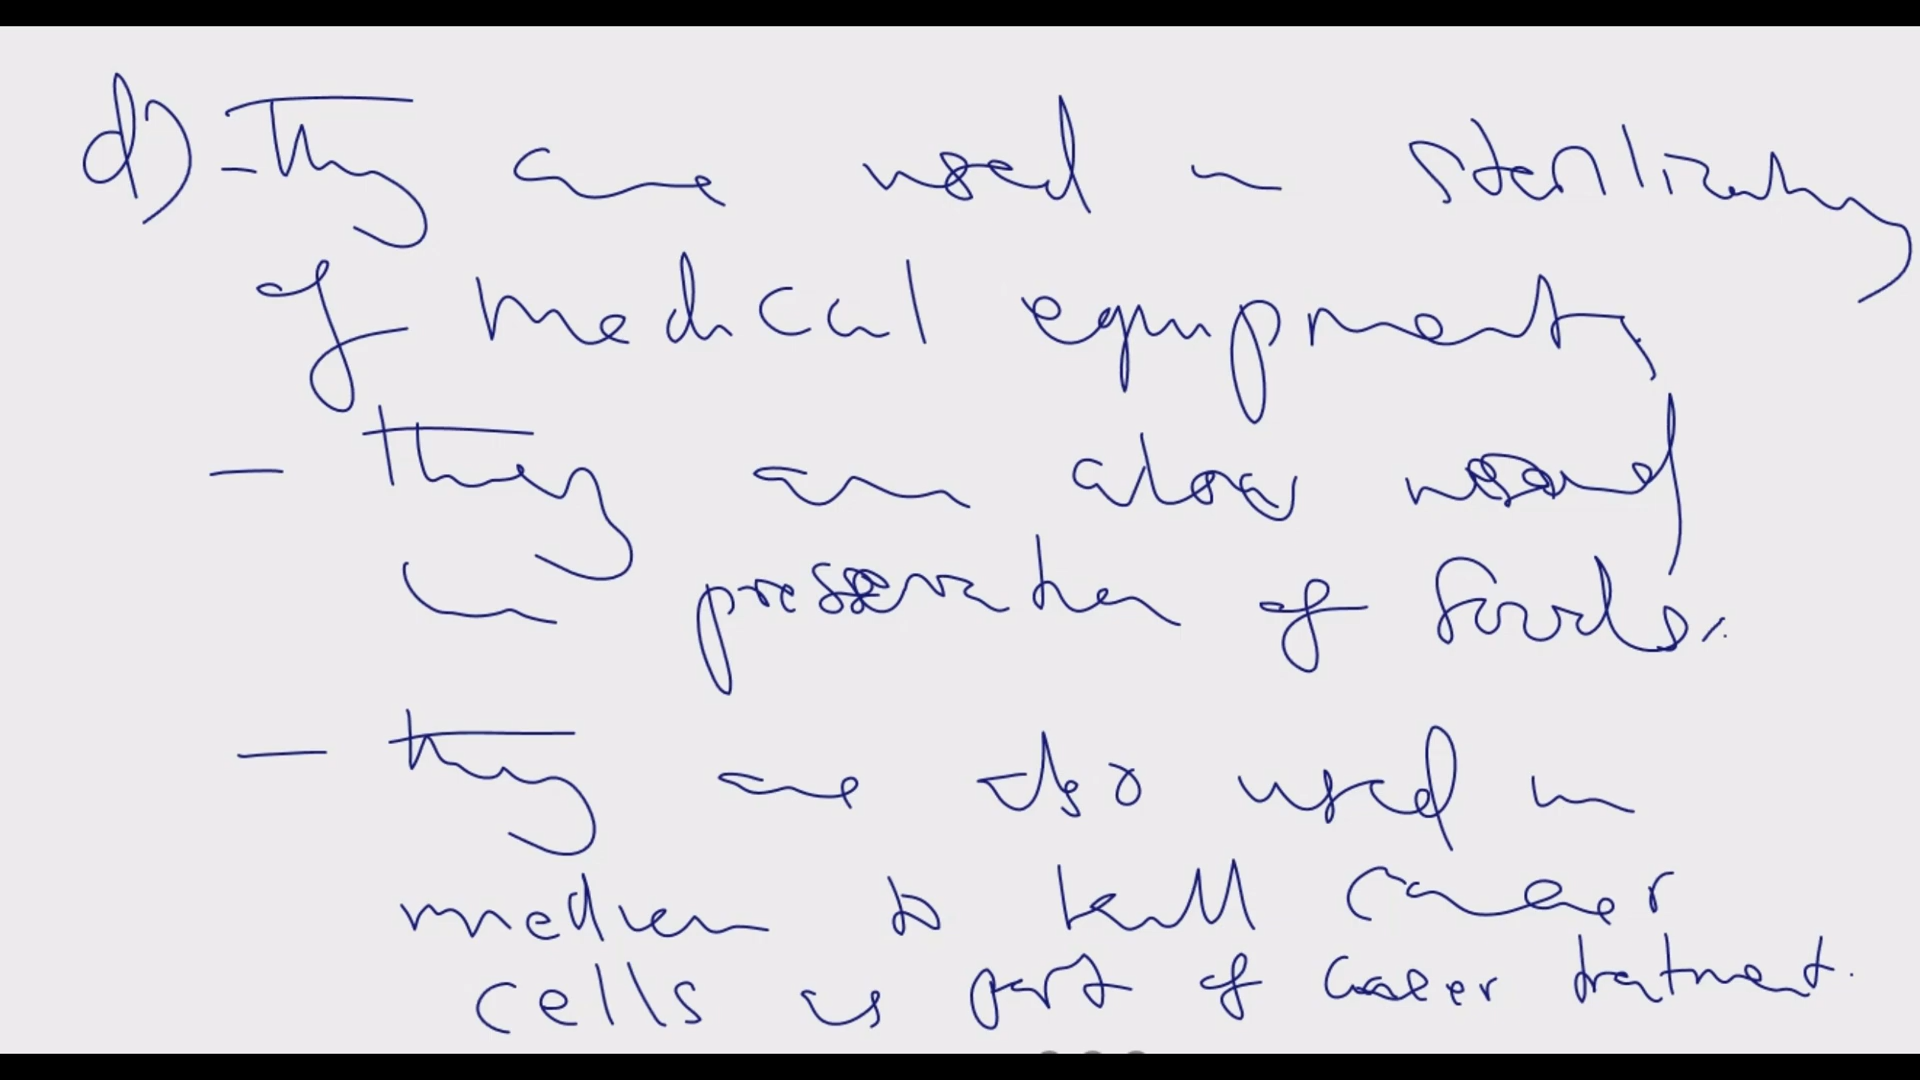 d) - They are used in sterilizing
of medical equipment,
- they are also used
in preservation of foods.
- they are also used in
medicine to kill cancer
cells as part of cancer treatment.